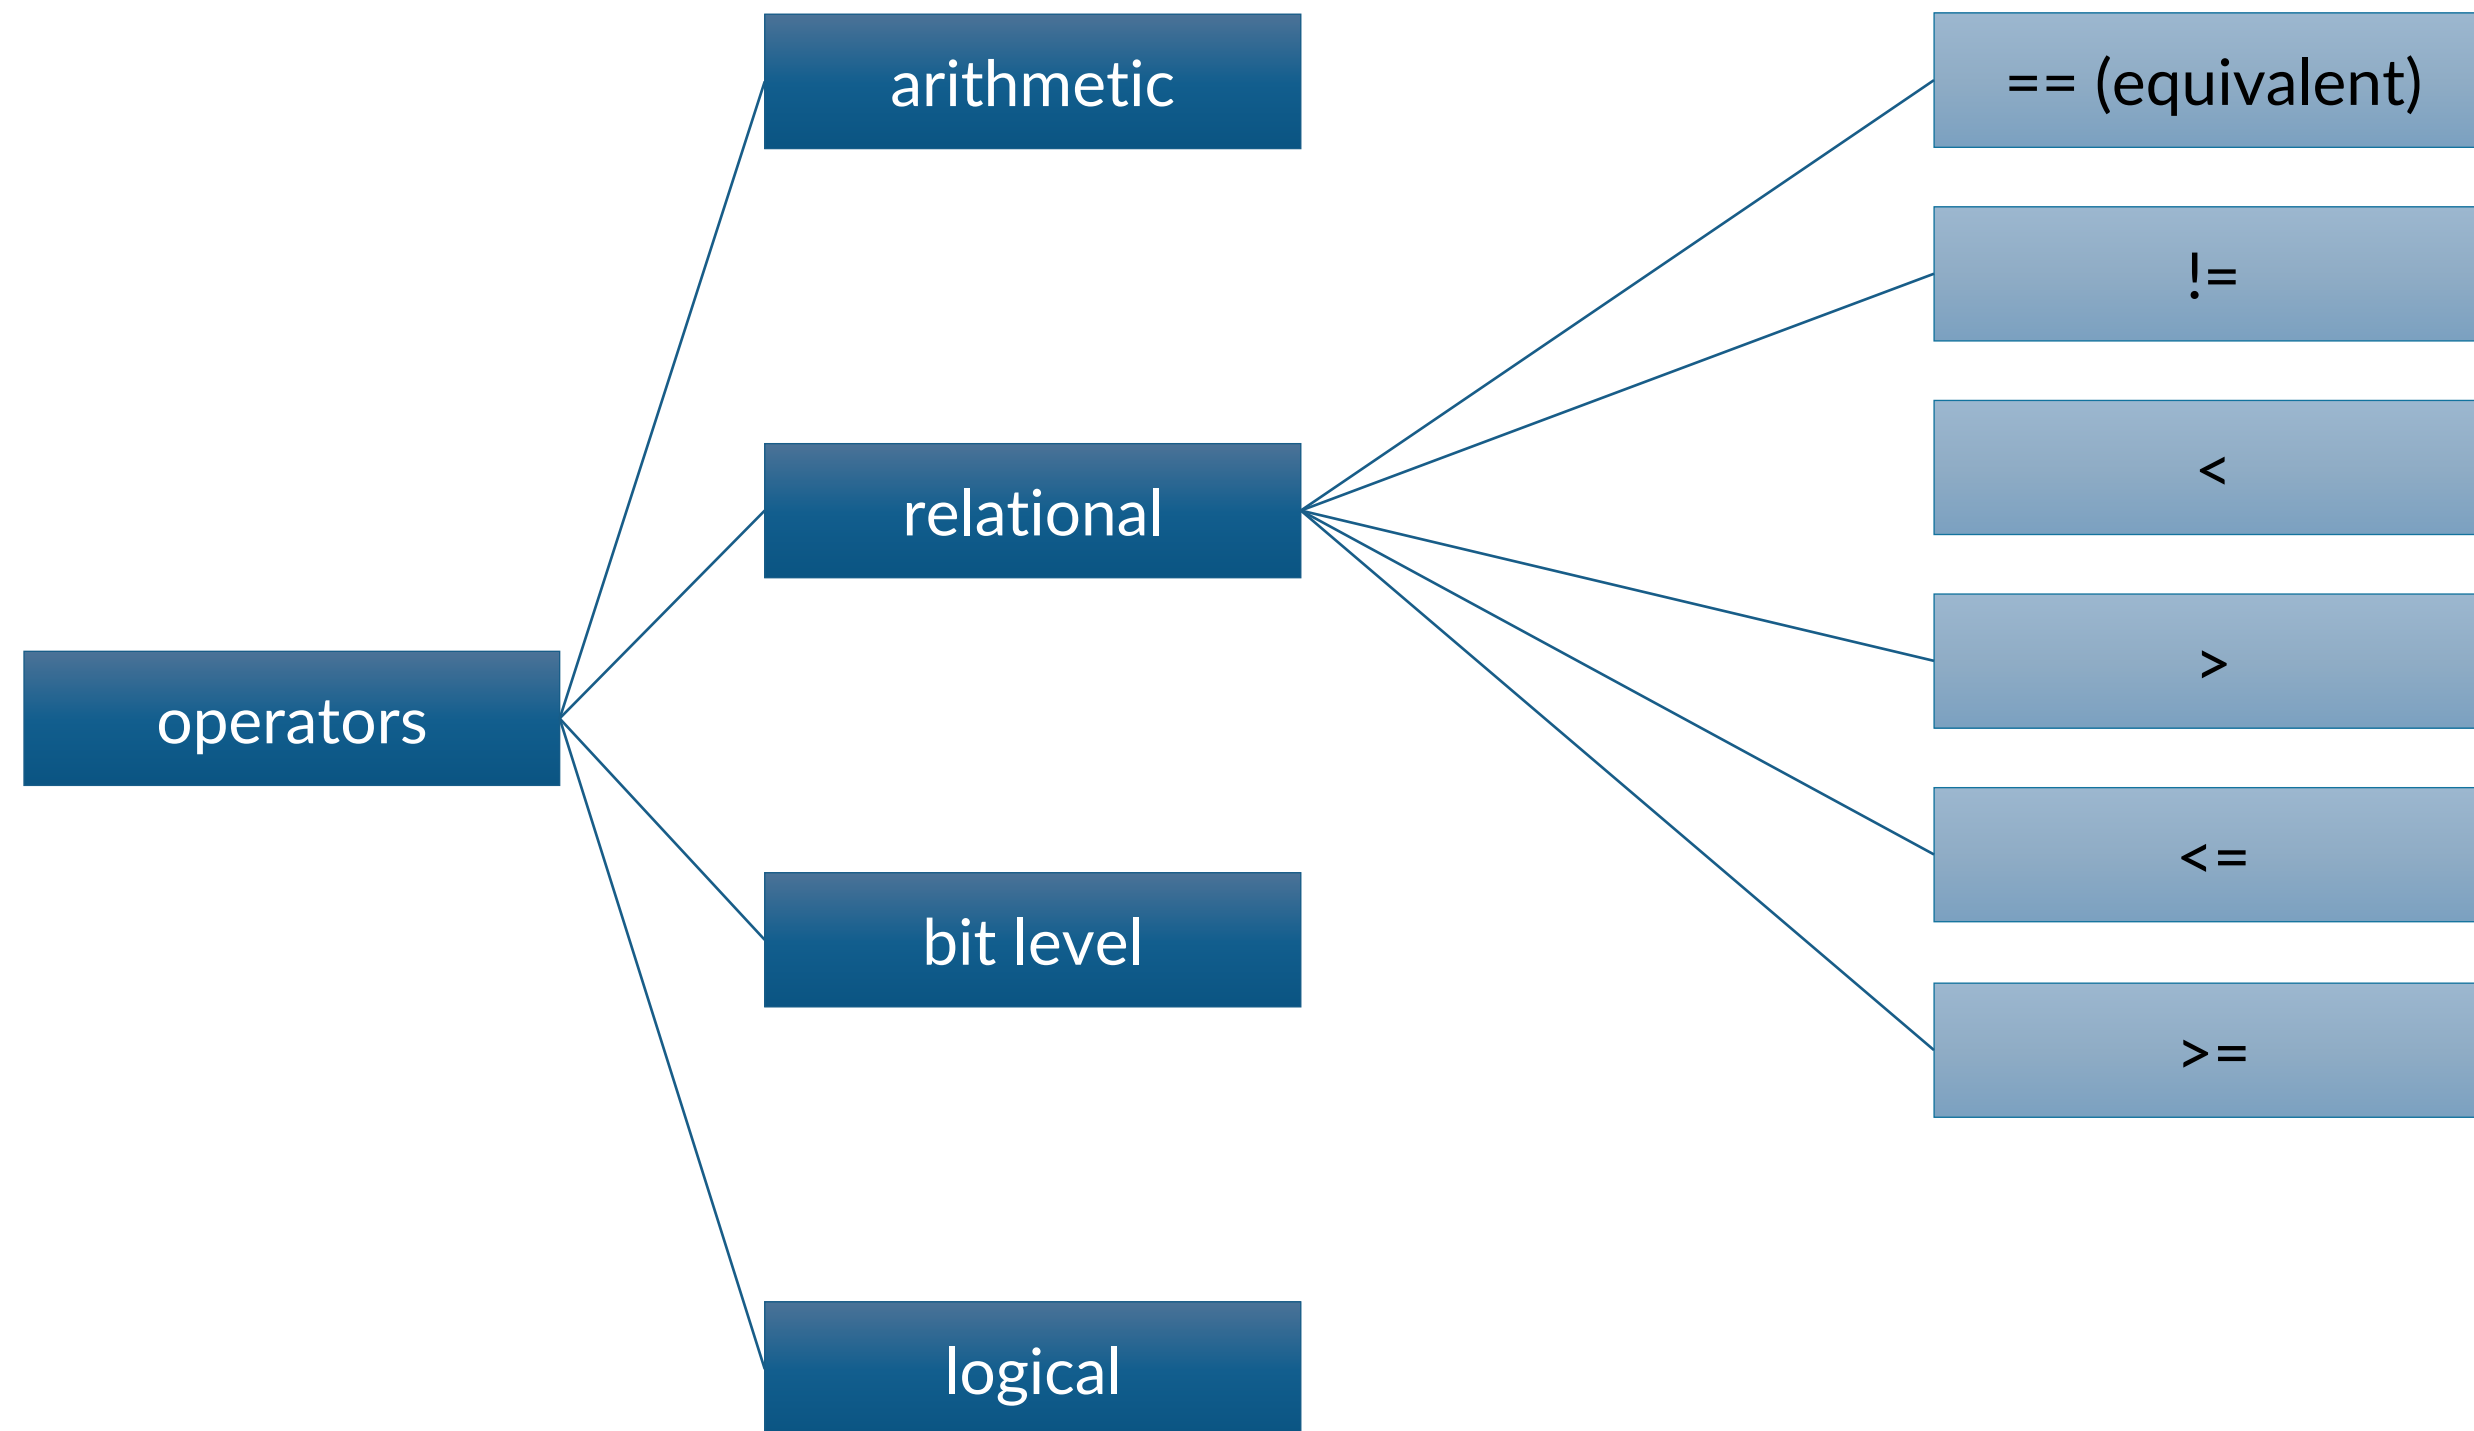 operators
arithmetic
relational
bit level
logical
== (equivalent)
!=
<
>
<=
>=